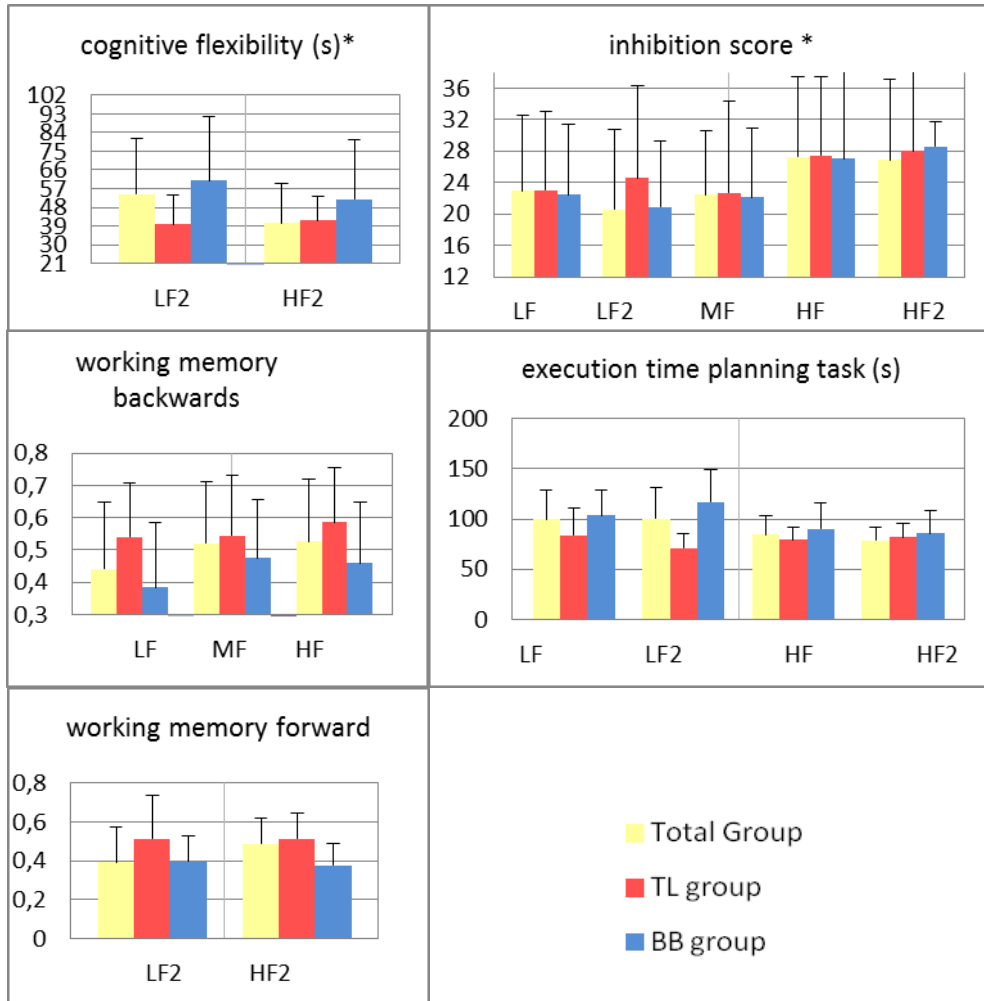 cognitive flexibility (s)*
102
93
84
75
66
57
48
39
30
21
LF2 HF2
inhibition score *
36
32
28
24
20
16
12
LF LF2 MF HF HF2
working memory
backwards
0,8
0,7
0,6
0,5
0,4
0,3
LF MF HF
execution time planning task (s)
200
150
100
50
0
LF LF2 HF HF2
working memory forward
0,8
0,6
0,4
0,2
0
LF2 HF2
Total Group
TL group
BB group